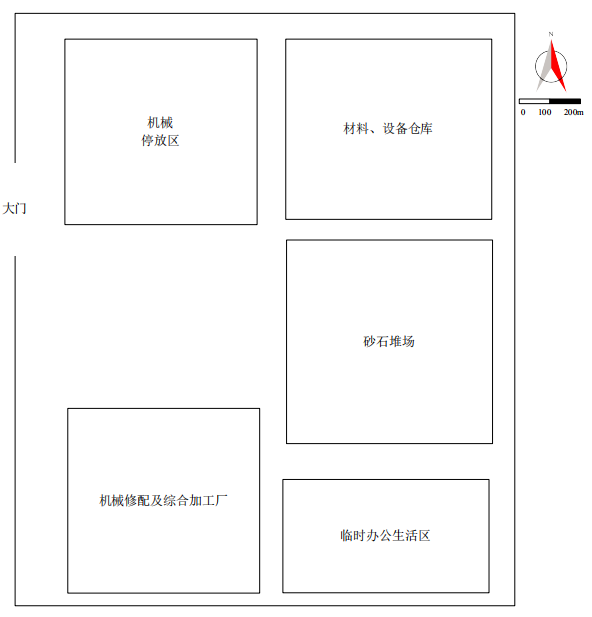 N
0 100 200m
机械
停放区
材料、设备仓库
大门
砂石堆场
机械修配及综合加工厂
临时办公生活区